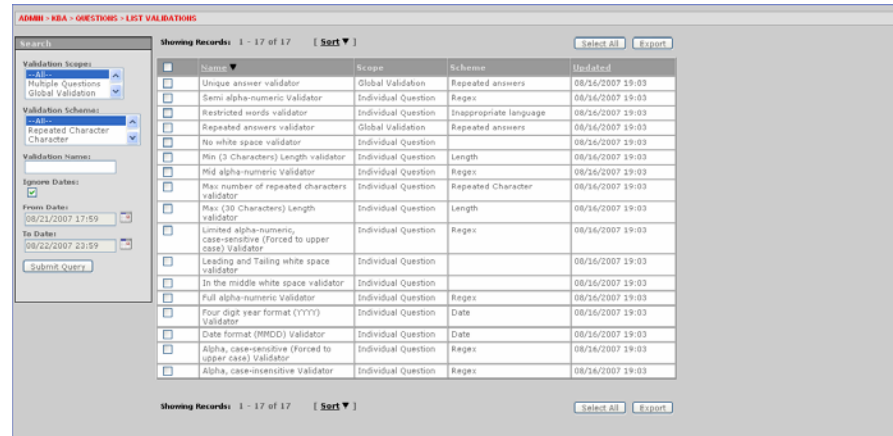 ADMIN > KBA > QUESTIONS > LIST VALIDATIONS
Search
Validation Scope:
--All--
Multiple Questions
Global Validation
Validation Scheme:
--All--
Repeated Character
Character
Validation Name:
Ignore Dates:
From Date:
08/21/2007 17:59
To Date:
08/22/2007 23:59
Submit Query
Showing Records: 1 - 17 of 17 [ Sort ▼ ] Select All Export
Name ▼ Scope Scheme Updated
Unique answer validator Global Validation Repeated answers 08/16/2007 19:03
Semi alpha-numeric Validator Individual Question Regex 08/16/2007 19:03
Restricted words validator Individual Question Inappropriate language 08/16/2007 19:03
Repeated answers validator Global Validation Repeated answers 08/16/2007 19:03
No white space validator Individual Question 08/16/2007 19:03
Min (3 Characters) Length validator Individual Question Length 08/16/2007 19:03
Mid alpha-numeric Validator Individual Question Regex 08/16/2007 19:03
Max number of repeated characters Individual Question Repeated Character 08/16/2007 19:03
validator
Max (30 Characters) Length Individual Question Length 08/16/2007 19:03
validator
Limited alpha-numeric, Individual Question Regex 08/16/2007 19:03
case-sensitive (Forced to upper
case) Validator
Leading and Tailing white space Individual Question 08/16/2007 19:03
validator
In the middle white space validator Individual Question 08/16/2007 19:03
Full alpha-numeric Validator Individual Question Regex 08/16/2007 19:03
Four digit year format (YYYY) Individual Question Date 08/16/2007 19:03
Validator
Date format (MMDD) Validator Individual Question Date 08/16/2007 19:03
Alpha, case-sensitive (Forced to Individual Question Regex 08/16/2007 19:03
upper case) Validator
Alpha, case-insensitive Validator Individual Question Regex 08/16/2007 19:03
Showing Records: 1 - 17 of 17 [ Sort ▼ ] Select All Export